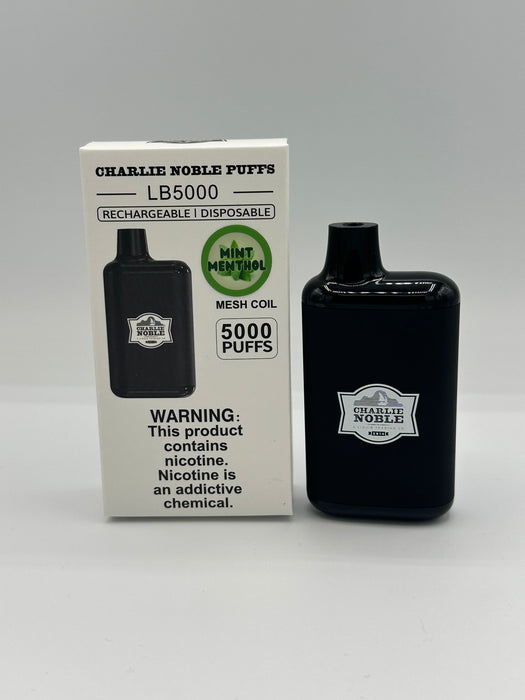 CHARLIE NOBLE PUFFS
LB5000
RECHARGEABLE | DISPOSABLE
MINT
MENTHOL
MESH COIL
5000
PUFFS
CHARLIE
NOBLE
WARNING:
This product
contains
nicotine.
Nicotine is
an addictive
chemical.
CHARLIE
NOBLE